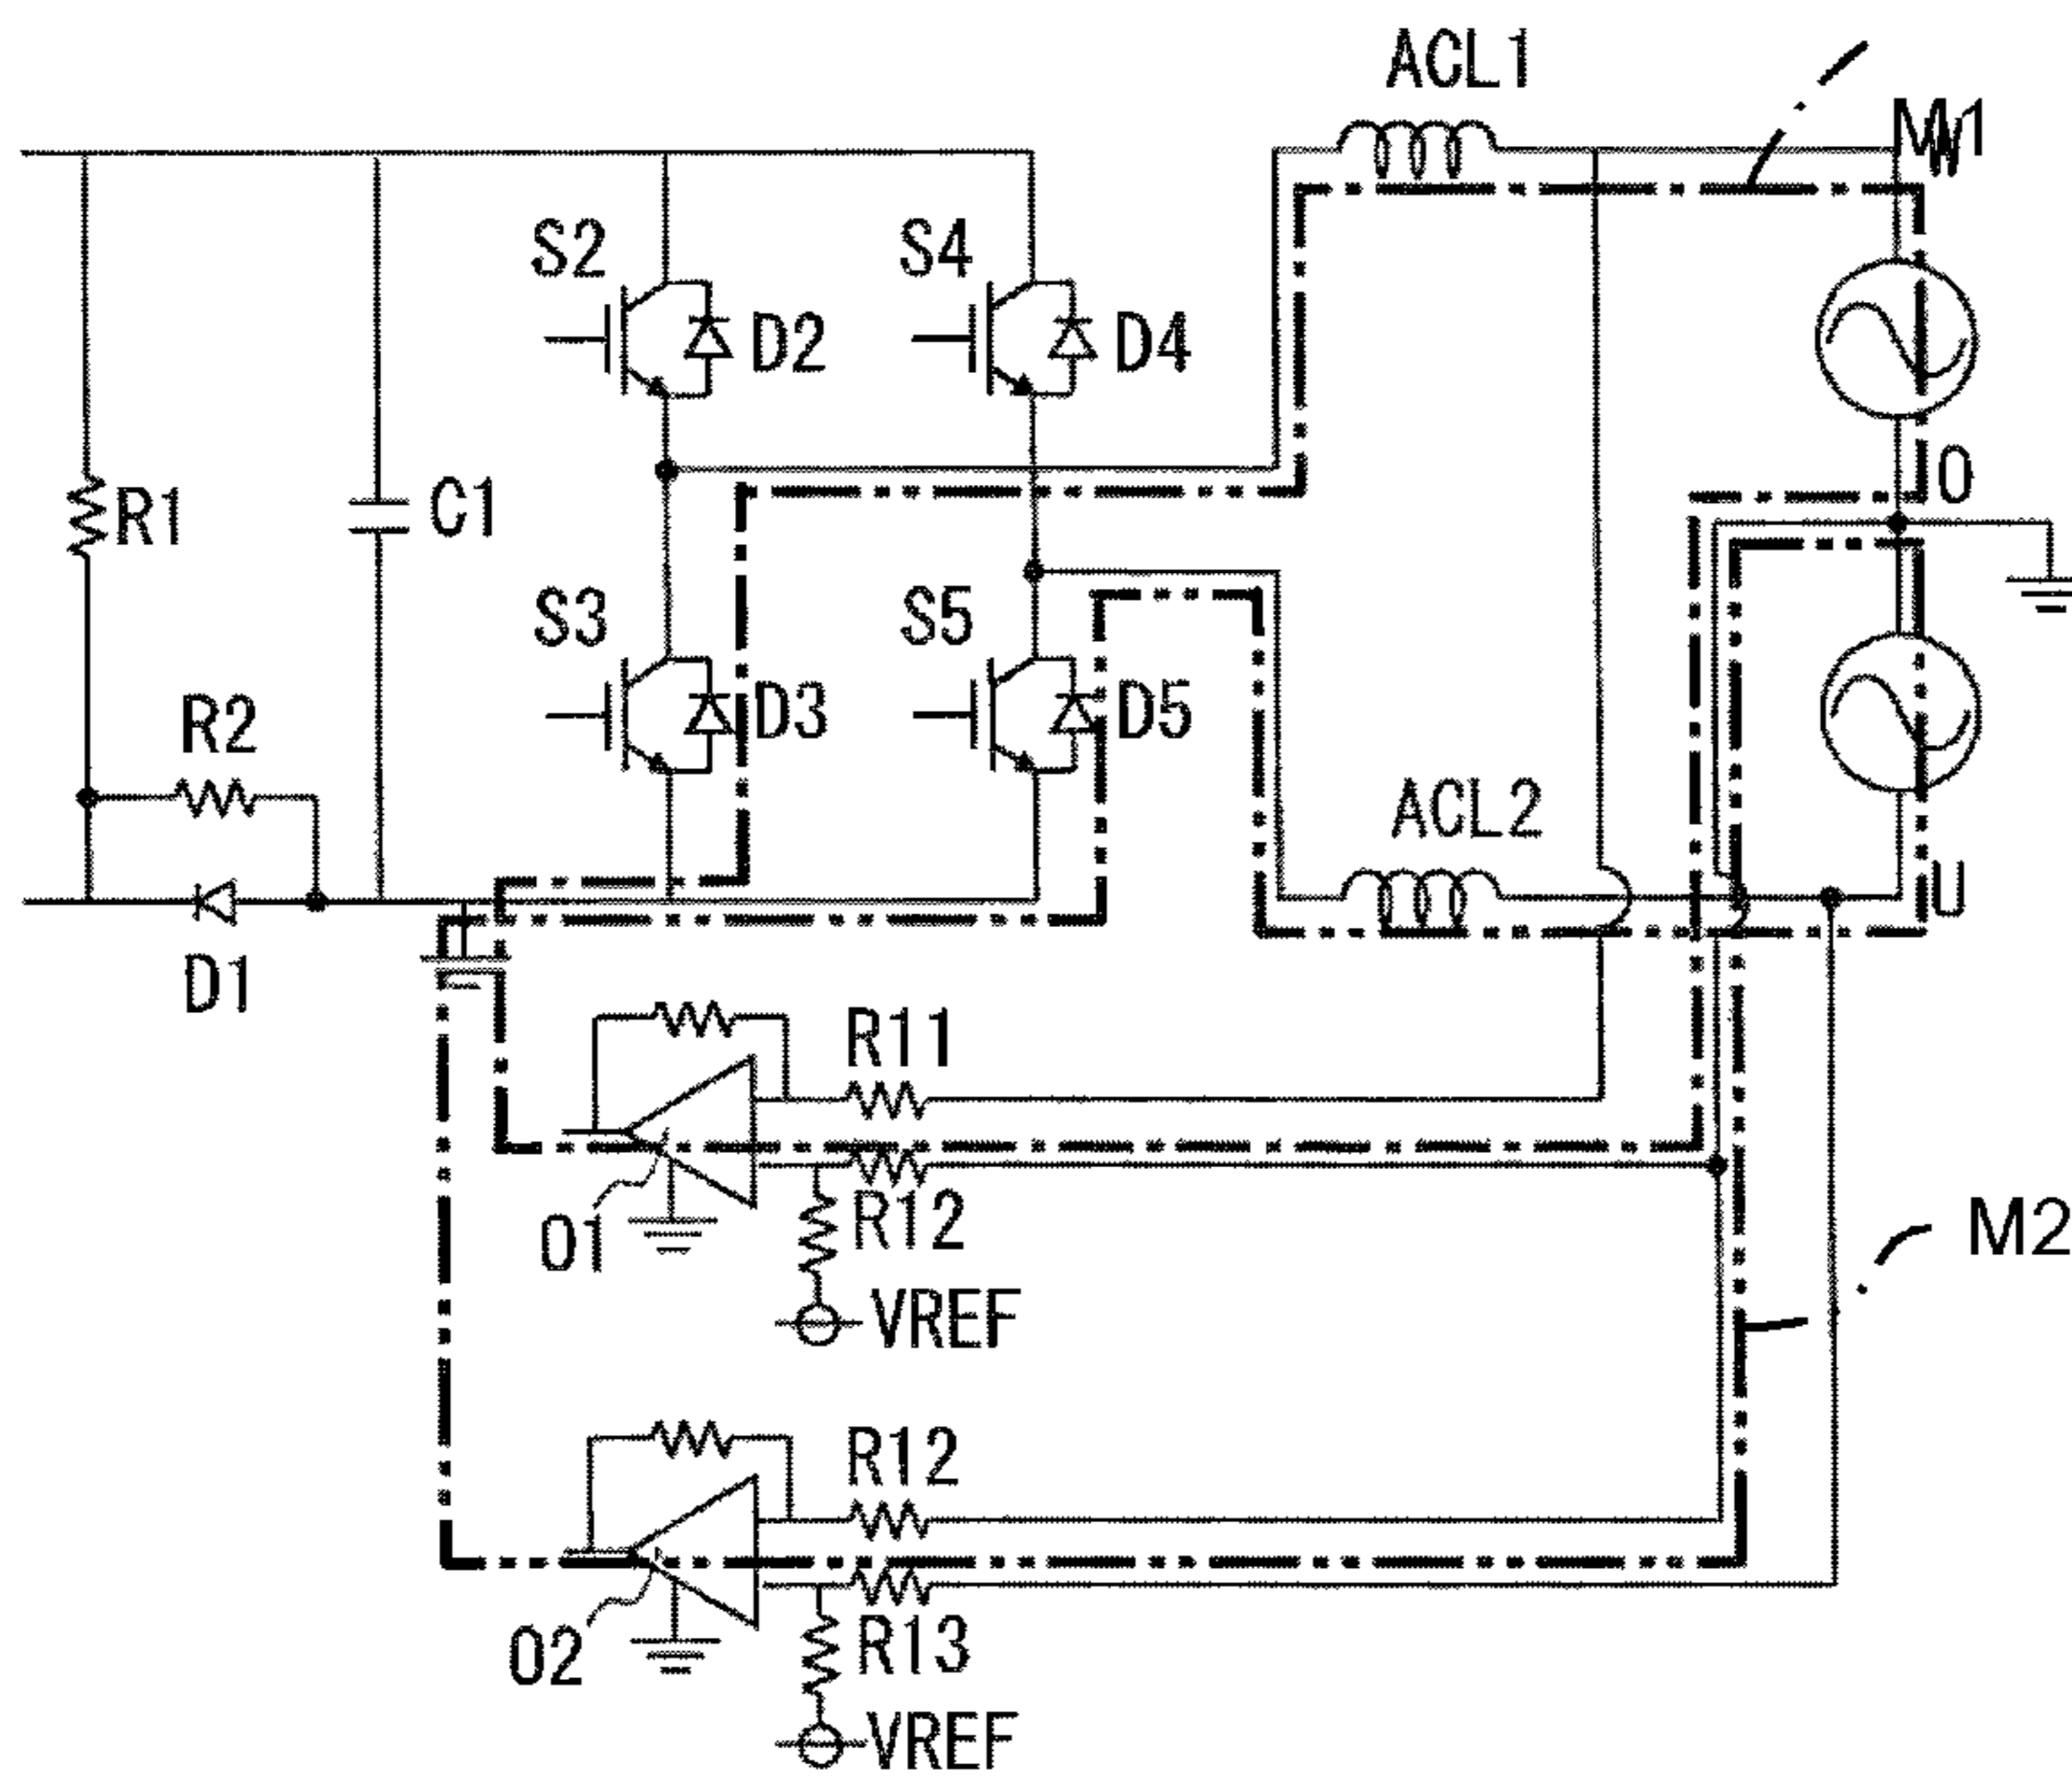 ACL1
M1
W
S2
S4
D2
D4
O
R1
C1
S3
S5
D3
D5
R2
ACL2
U
D1
R11
R12
O1
M2
VREF
R12
R13
O2
VREF